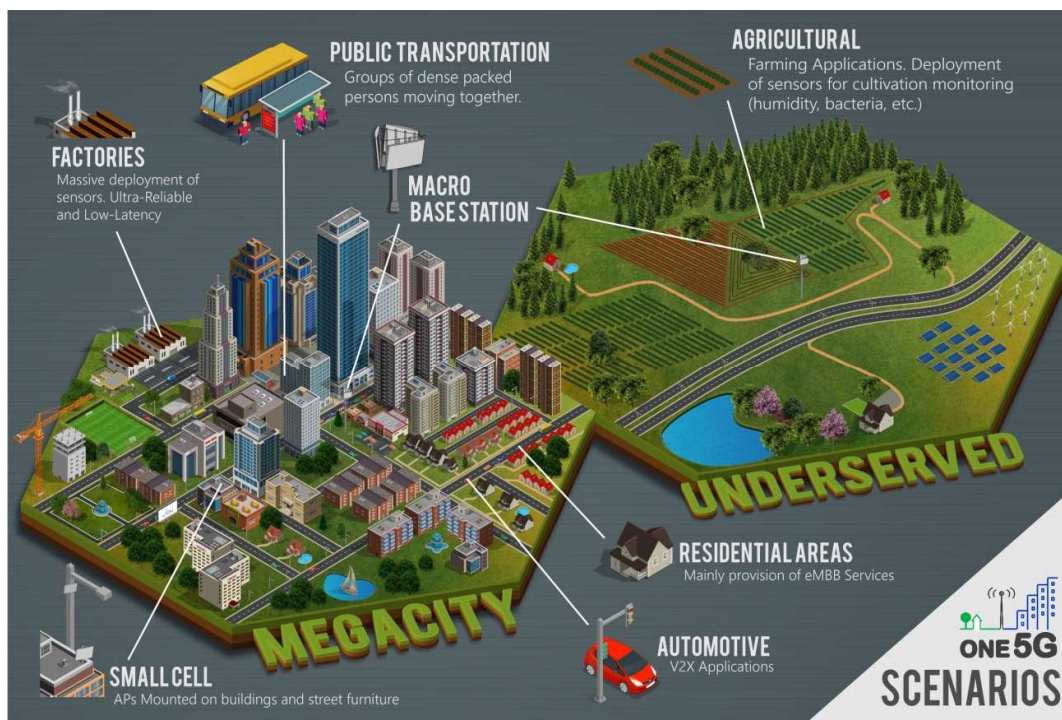 PUBLIC TRANSPORTATION
Groups of dense packed
persons moving together.
AGRICULTURAL
Farming Applications. Deployment
of sensors for cultivation monitoring
(humidity, bacteria, etc.)
FACTORIES
Massive deployment of
sensors. Ultra-Reliable
and Low-Latency
MACRO
BASE STATION
UNDERSERVED
MEGACITY
RESIDENTIAL AREAS
Mainly provision of eMBB Services
AUTOMOTIVE
V2X Applications
SMALL CELL
APs Mounted on buildings and street furniture
ONE 5G
SCENARIOS